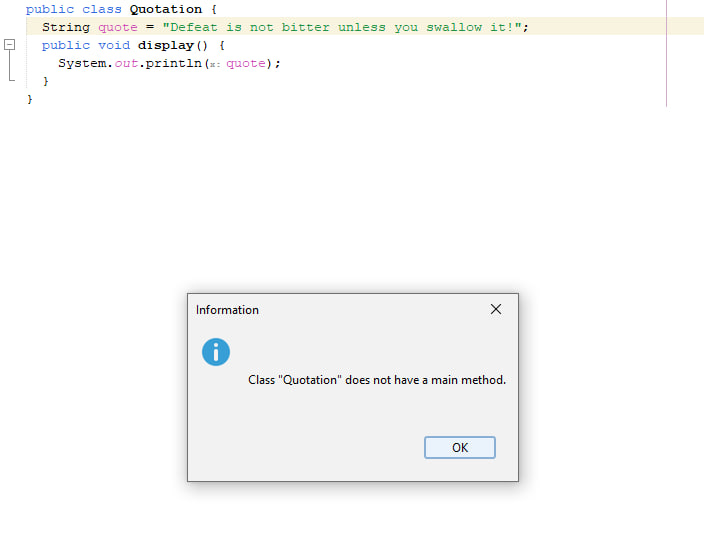 public class Quotation {
String quote = "Defeat is not bitter unless you swallow it!";
public void display() {
System.out.println(x: quote);
}
}
Information
Class "Quotation" does not have a main method.
OK